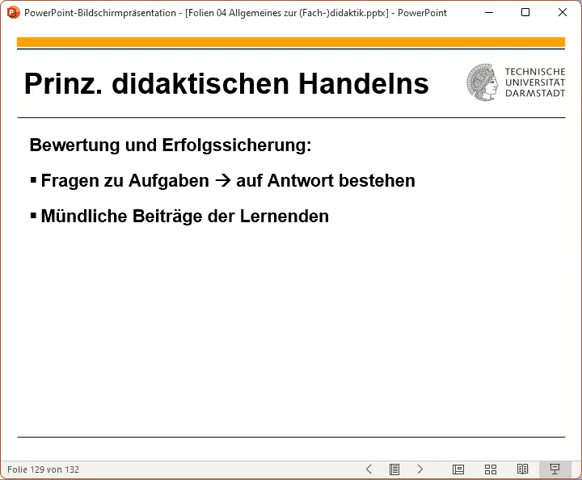 PowerPoint-Bildschirmpräsentation - [Folien 04 Allgemeines zur (Fach-)didaktik.pptx] - PowerPoint
Prinz. didaktischen Handelns
TECHNISCHE
UNIVERSITÄT
DARMSTADT
Bewertung und Erfolgssicherung:
▪ Fragen zu Aufgaben → auf Antwort bestehen
▪ Mündliche Beiträge der Lernenden
Folie 129 von 132